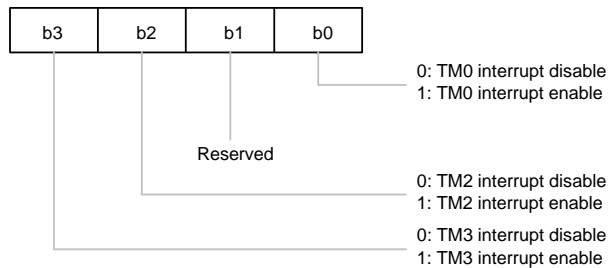 b3 b2 b1 b0
0: TM0 interrupt disable
1: TM0 interrupt enable
Reserved
0: TM2 interrupt disable
1: TM2 interrupt enable
0: TM3 interrupt disable
1: TM3 interrupt enable